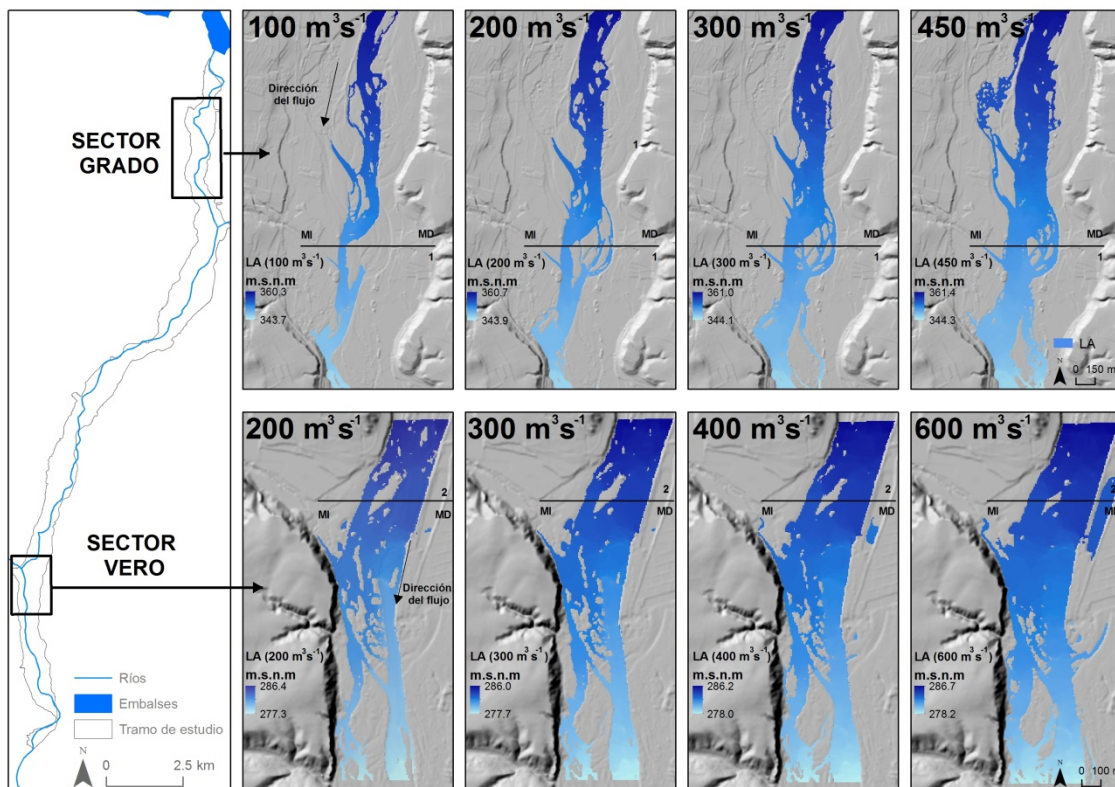 SECTOR
GRADO
SECTOR
VERO
Ríos
Embalses
Tramo de estudio
N
0 2.5 km
100 m³s⁻¹
Dirección
del flujo
MI MD
1
LA (100 m³s⁻¹)
m.s.n.m
360.3
343.7
200 m³s⁻¹
1
MI MD
1
LA (200 m³s⁻¹)
m.s.n.m
360.7
343.9
300 m³s⁻¹
MI MD
1
LA (300 m³s⁻¹)
m.s.n.m
361.0
344.1
450 m³s⁻¹
MI MD
1
LA (450 m³s⁻¹)
m.s.n.m
361.4
344.3
LA
N
0 150 m
200 m³s⁻¹
2
MI MD
Dirección
del flujo
LA (200 m³s⁻¹)
m.s.n.m
286.4
277.3
300 m³s⁻¹
2
MI MD
LA (300 m³s⁻¹)
m.s.n.m
286.0
277.7
400 m³s⁻¹
2
MI MD
LA (400 m³s⁻¹)
m.s.n.m
286.2
278.0
600 m³s⁻¹
2
MI MD
LA (600 m³s⁻¹)
m.s.n.m
286.7
278.2
N
0 100 m